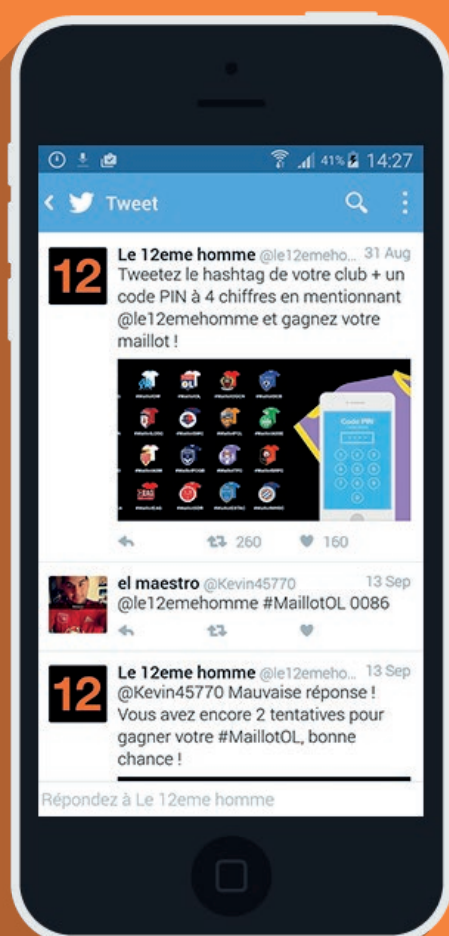 41% 14:27
Tweet
12
Le 12eme homme @le12emeho... 31 Aug
Tweetez le hashtag de votre club + un
code PIN à 4 chiffres en mentionnant
@le12emehomme et gagnez votre
maillot !
Code PIN
260 160
el maestro @Kevin45770 13 Sep
@le12emehomme #MaillotOL 0086
12
Le 12eme homme @le12emeho... 13 Sep
@Kevin45770 Mauvaise réponse !
Vous avez encore 2 tentatives pour
gagner votre #MaillotOL, bonne
chance !
Répondez à Le 12eme homme